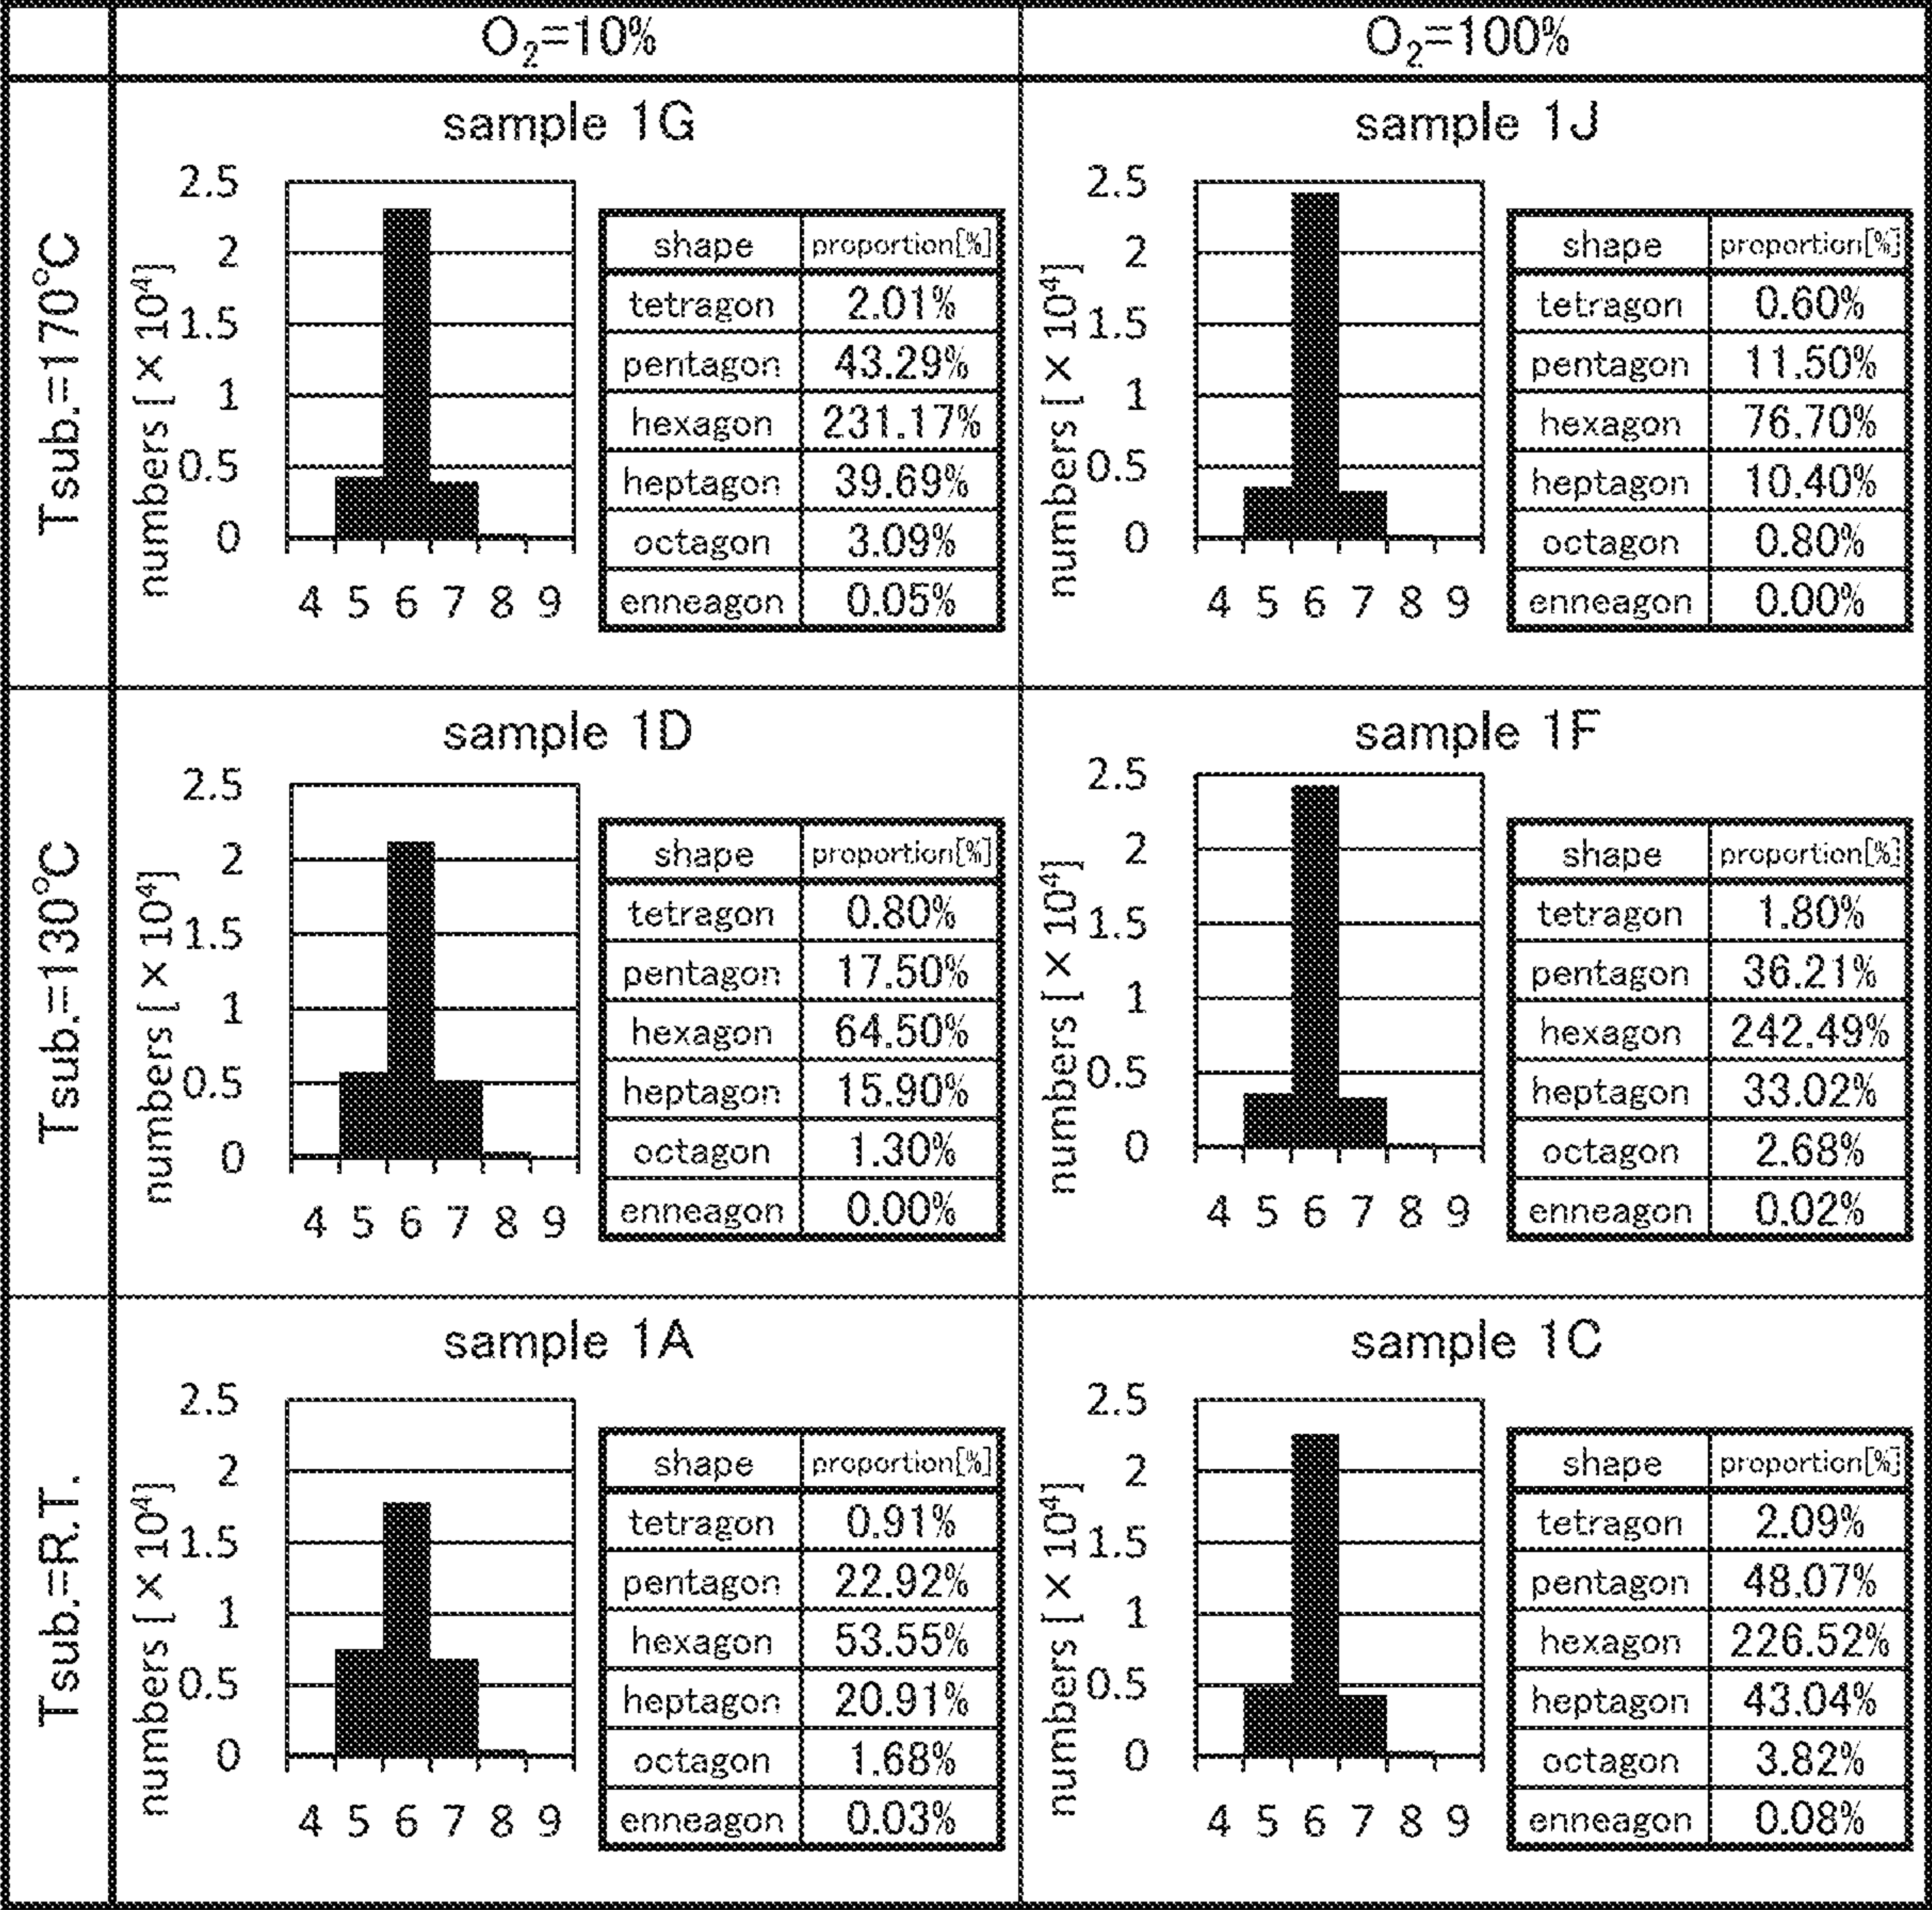 O₂=10%
O₂=100%
Tsub.=170℃
sample 1G
numbers [×10⁴]
2.5
2
1.5
1
0.5
0
4 5 6 7 8 9
shape proportion[%]
tetragon 2.01%
pentagon 43.29%
hexagon 231.17%
heptagon 39.69%
octagon 3.09%
enneagon 0.05%
sample 1J
numbers [×10⁴]
2.5
2
1.5
1
0.5
0
4 5 6 7 8 9
shape proportion[%]
tetragon 0.60%
pentagon 11.50%
hexagon 76.70%
heptagon 10.40%
octagon 0.80%
enneagon 0.00%
Tsub.=130℃
sample 1D
numbers [×10⁴]
2.5
2
1.5
1
0.5
0
4 5 6 7 8 9
shape proportion[%]
tetragon 0.80%
pentagon 17.50%
hexagon 64.50%
heptagon 15.90%
octagon 1.30%
enneagon 0.00%
sample 1F
numbers [×10⁴]
2.5
2
1.5
1
0.5
0
4 5 6 7 8 9
shape proportion[%]
tetragon 1.80%
pentagon 36.21%
hexagon 242.49%
heptagon 33.02%
octagon 2.68%
enneagon 0.02%
Tsub.=R.T.
sample 1A
numbers [×10⁴]
2.5
2
1.5
1
0.5
0
4 5 6 7 8 9
shape proportion[%]
tetragon 0.91%
pentagon 22.92%
hexagon 53.55%
heptagon 20.91%
octagon 1.68%
enneagon 0.03%
sample 1C
numbers [×10⁴]
2.5
2
1.5
1
0.5
0
4 5 6 7 8 9
shape proportion[%]
tetragon 2.09%
pentagon 48.07%
hexagon 226.52%
heptagon 43.04%
octagon 3.82%
enneagon 0.08%